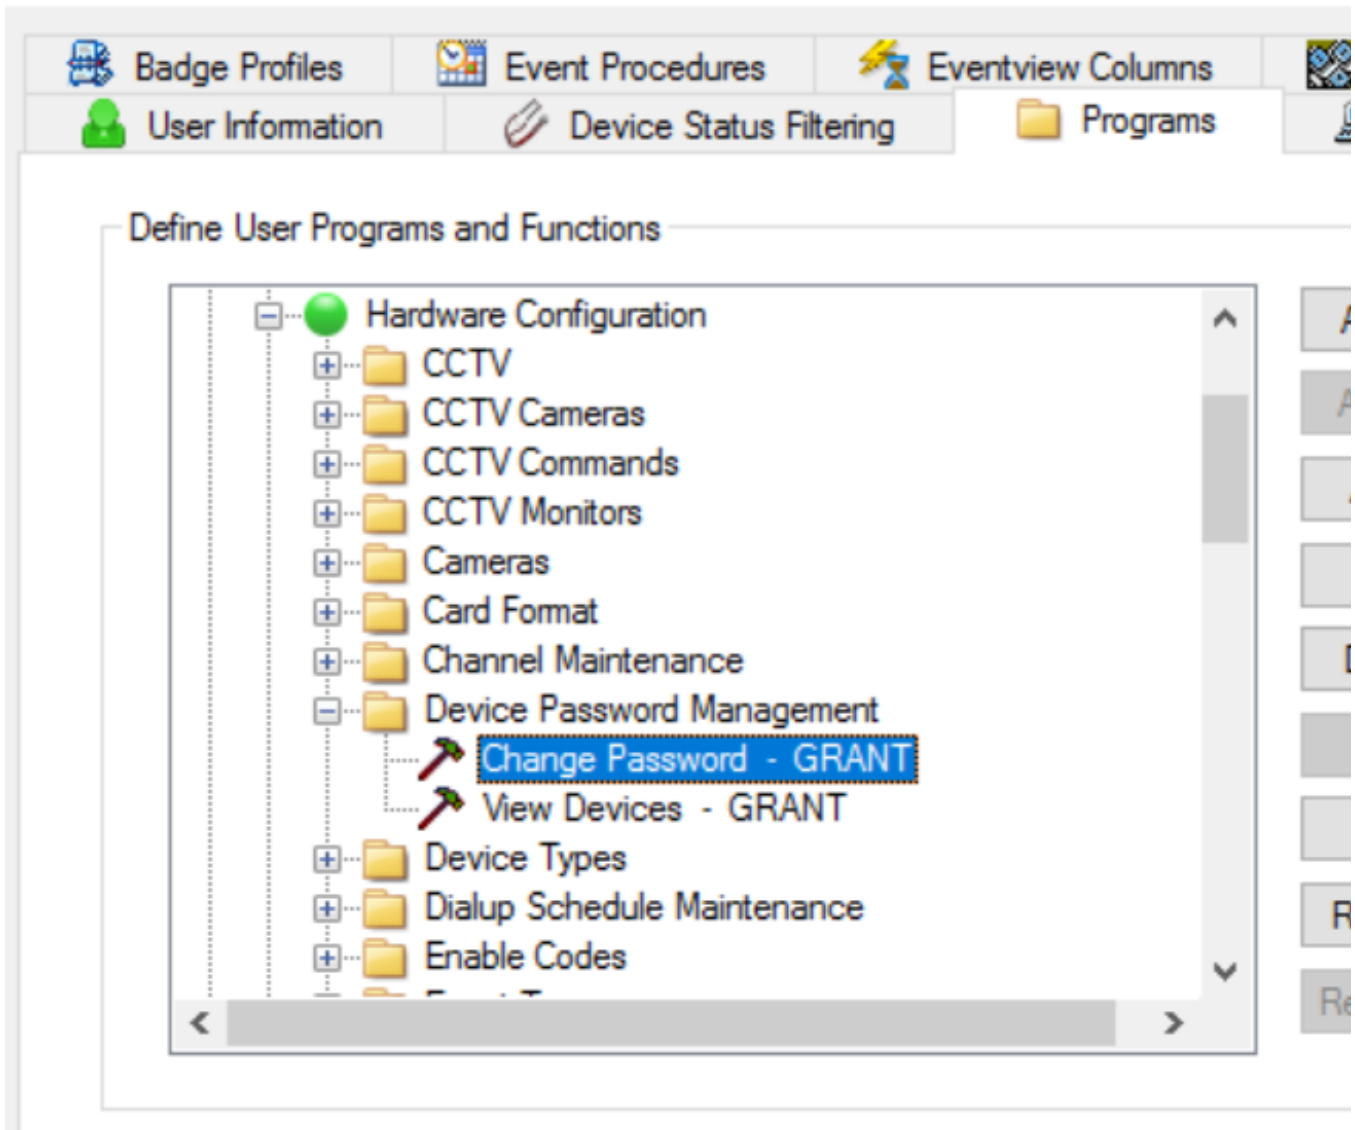 Badge Profiles Event Procedures Eventview Columns
User Information Device Status Filtering Programs
Define User Programs and Functions
Hardware Configuration
CCTV
CCTV Cameras
CCTV Commands
CCTV Monitors
Cameras
Card Format
Channel Maintenance
Device Password Management
Change Password - GRANT
View Devices - GRANT
Device Types
Dialup Schedule Maintenance
Enable Codes